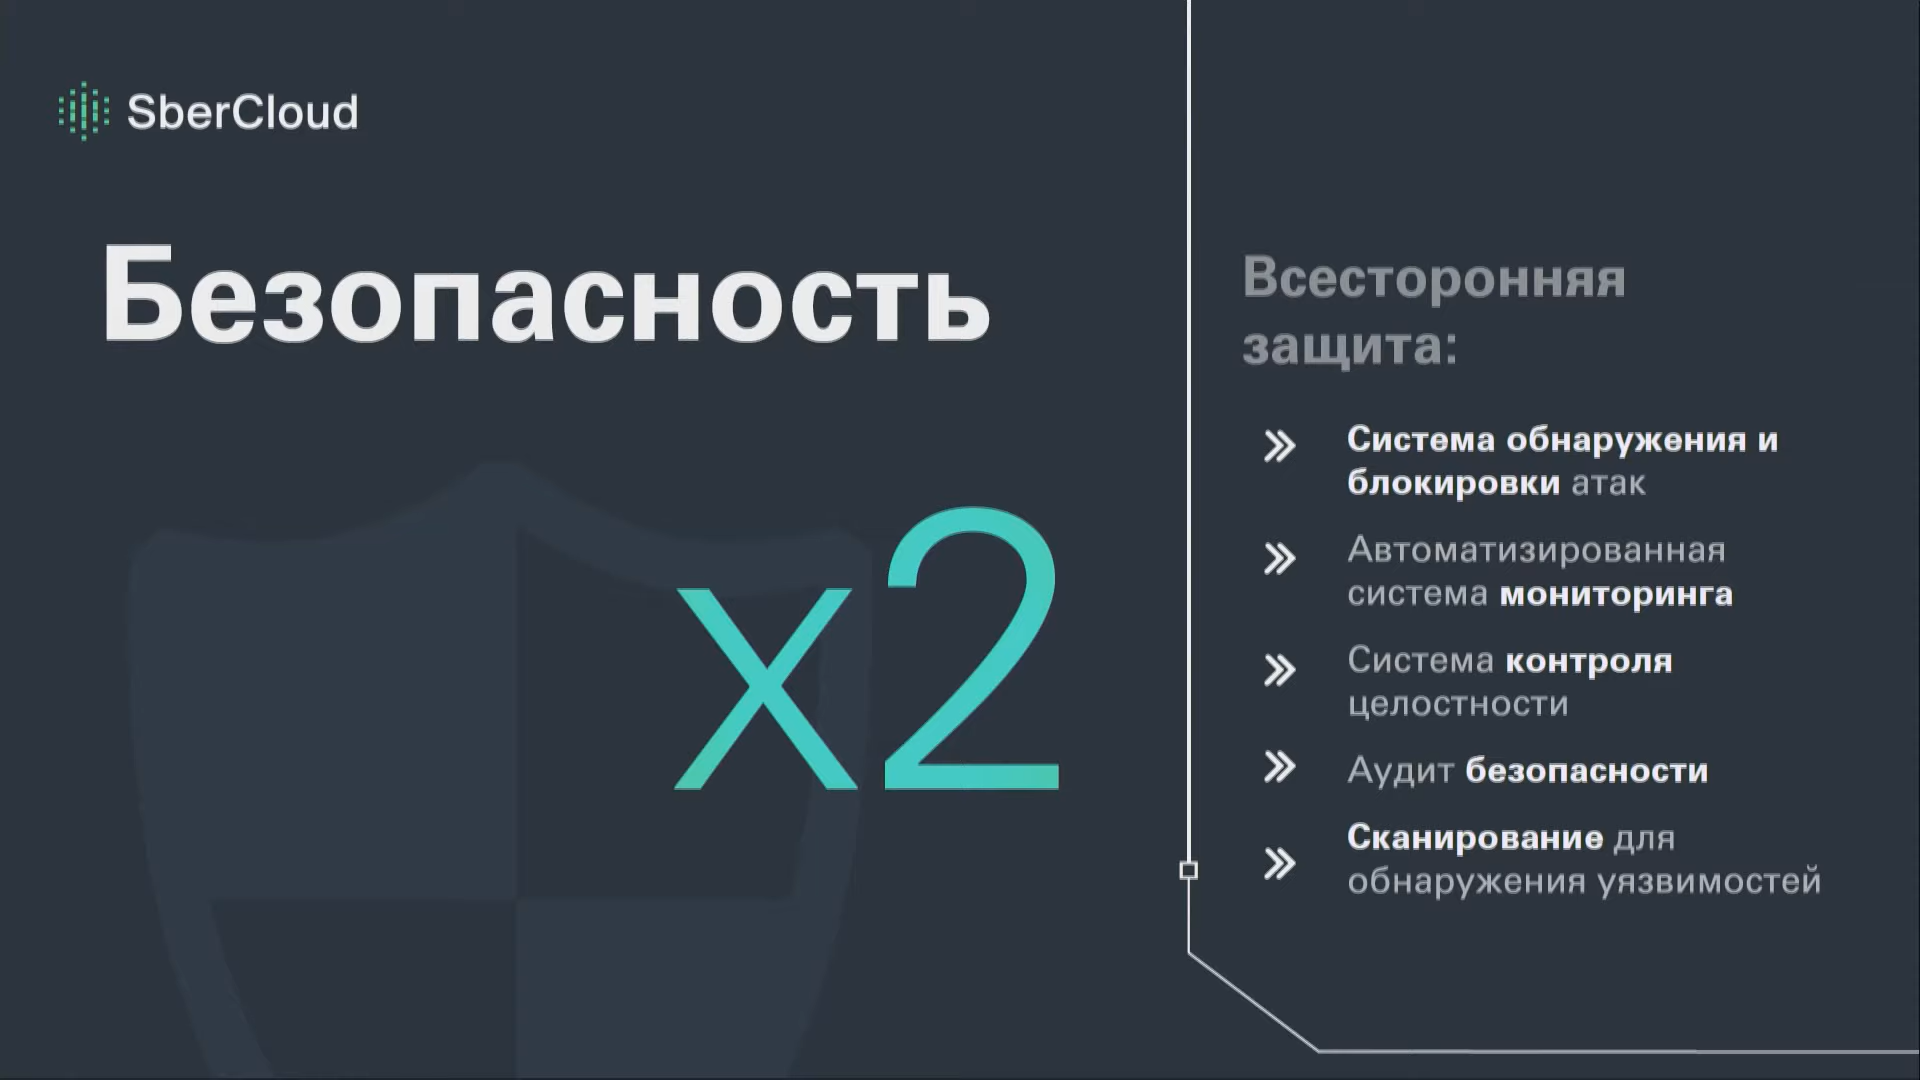 SberCloud
Безопасность
x2
Всесторонняя
защита:
Система обнаружения и
блокировки атак
Автоматизированная
система мониторинга
Система контроля
целостности
Аудит безопасности
Сканирование для
обнаружения уязвимостей